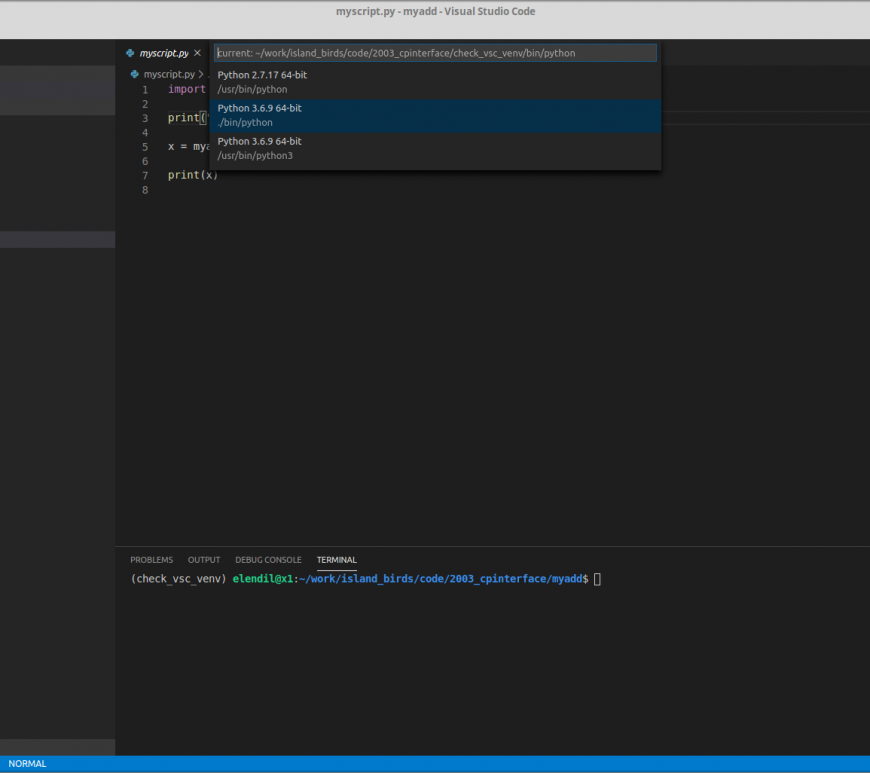 myscript.py - myadd - Visual Studio Code
myscript.py ×
current: ~/work/island_birds/code/2003_cpinterface/check_vsc_venv/bin/python
myscript.py >
Python 2.7.17 64-bit
/usr/bin/python
Python 3.6.9 64-bit
./bin/python
Python 3.6.9 64-bit
/usr/bin/python3
1 import
2
3 print(
4
5 x = mya
6
7 print(x)
8
PROBLEMS OUTPUT DEBUG CONSOLE TERMINAL
(check_vsc_venv) elendil@x1:~/work/island_birds/code/2003_cpinterface/myadd$
NORMAL